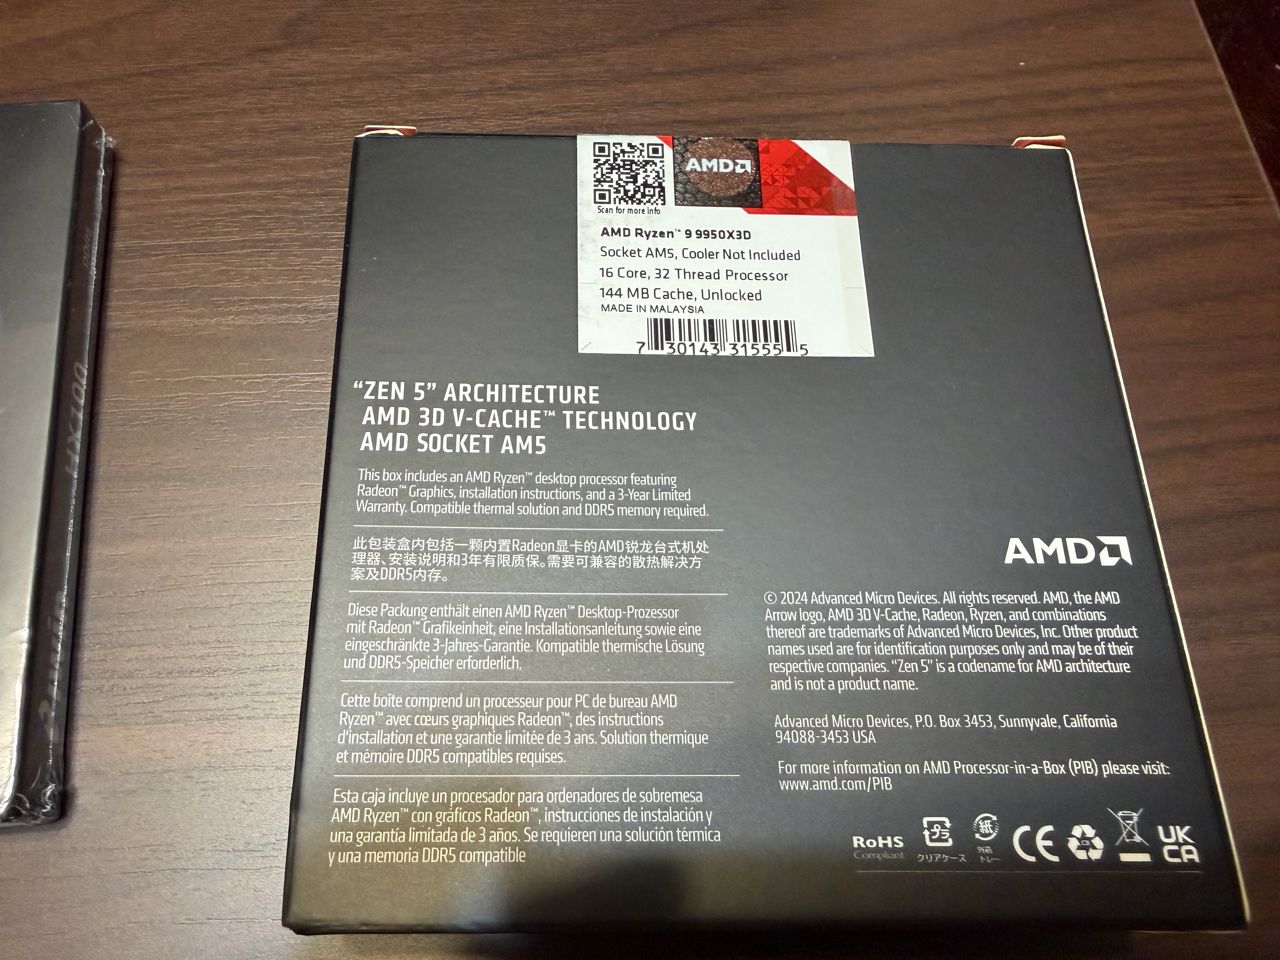 HX100
Scan for more info
AMD
AMD Ryzen™ 9 9950X3D
Socket AM5, Cooler Not Included
16 Core, 32 Thread Processor
144 MB Cache, Unlocked
MADE IN MALAYSIA
7 30143 31555 5
“ZEN 5” ARCHITECTURE
AMD 3D V-CACHE™ TECHNOLOGY
AMD SOCKET AM5
This box includes an AMD Ryzen™ desktop processor featuring
Radeon™ Graphics, installation instructions, and a 3-Year Limited
Warranty. Compatible thermal solution and DDR5 memory required.
此包装盒内包括一颗内置Radeon显卡的AMD锐龙台式机处
理器、安装说明和3年有限质保。需要可兼容的散热解决方
案及DDR5内存。
Diese Packung enthält einen AMD Ryzen™ Desktop-Prozessor
mit Radeon™ Grafikeinheit, eine Installationsanleitung sowie eine
eingeschränkte 3-Jahres-Garantie. Kompatible thermische Lösung
und DDR5-Speicher erforderlich.
Cette boîte comprend un processeur pour PC de bureau AMD
Ryzen™ avec cœurs graphiques Radeon™, des instructions
d'installation et une garantie limitée de 3 ans. Solution thermique
et mémoire DDR5 compatibles requises.
Esta caja incluye un procesador para ordenadores de sobremesa
AMD Ryzen™ con gráficos Radeon™, instrucciones de instalación y
una garantía limitada de 3 años. Se requieren una solución térmica
y una memoria DDR5 compatible
AMD
© 2024 Advanced Micro Devices. All rights reserved. AMD, the AMD
Arrow logo, AMD 3D V-Cache, Radeon, Ryzen, and combinations
thereof are trademarks of Advanced Micro Devices, Inc. Other product
names used are for identification purposes only and may be of their
respective companies. “Zen 5” is a codename for AMD architecture
and is not a product name.
Advanced Micro Devices, P.O. Box 3453, Sunnyvale, California
94088-3453 USA
For more information on AMD Processor-in-a-Box (PIB) please visit:
www.amd.com/PIB
RoHS
Compliant
プラ
クリアケース
紙
トレー
CE
UK
CA